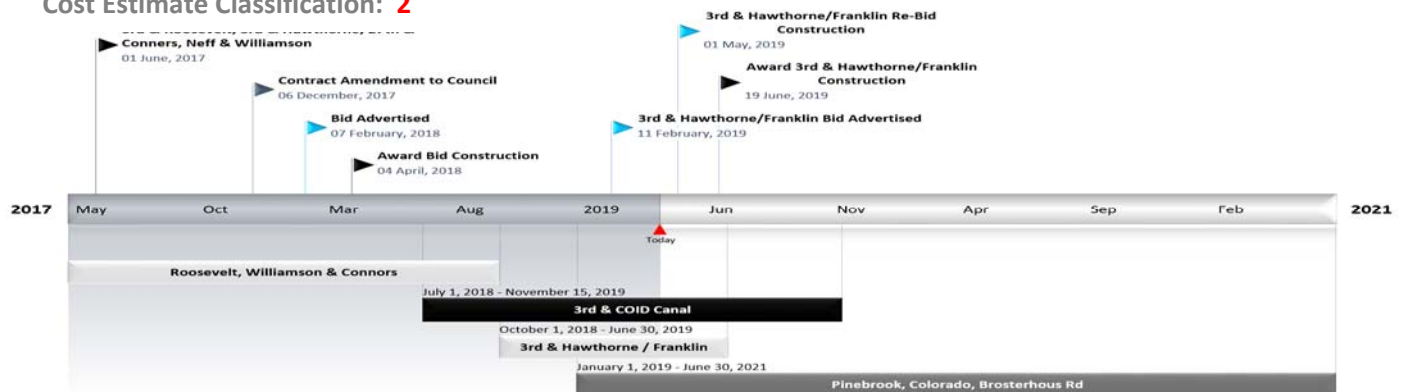 Cost Estimate Classification: 2
Conners, Neff & Williamson
01 June, 2017
Contract Amendment to Council
06 December, 2017
Bid Advertised
07 February, 2018
Award Bid Construction
04 April, 2018
3rd & Hawthorne/Franklin Re-Bid
Construction
01 May, 2019
Award 3rd & Hawthorne/Franklin
Construction
19 June, 2019
3rd & Hawthorne/Franklin Bid Advertised
11 February, 2019
2017 May Oct Mar Aug 2019 Jun Nov Apr Sep Feb 2021
Today
Roosevelt, Williamson & Connors
July 1, 2018 - November 15, 2019
3rd & COID Canal
October 1, 2018 - June 30, 2019
3rd & Hawthorne / Franklin
January 1, 2019 - June 30, 2021
Pinebrook, Colorado, Brosterhous Rd